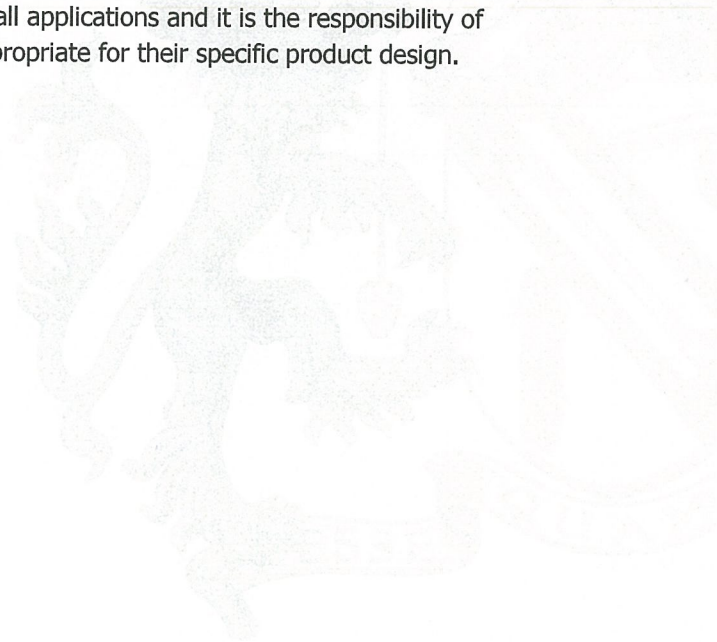 all applications and it is the responsibility of
propriate for their specific product design.